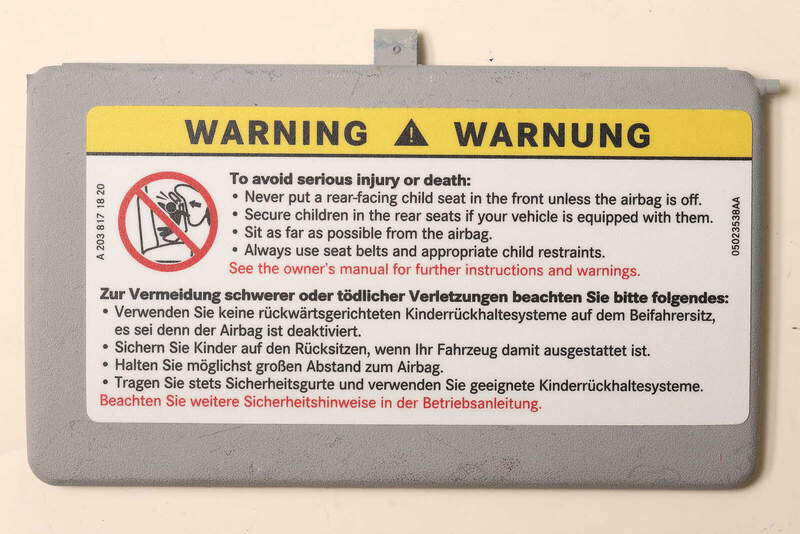 WARNING ⚠ WARNUNG
A 203 817 18 20
To avoid serious injury or death:
• Never put a rear-facing child seat in the front unless the airbag is off.
• Secure children in the rear seats if your vehicle is equipped with them.
• Sit as far as possible from the airbag.
• Always use seat belts and appropriate child restraints.
See the owner's manual for further instructions and warnings.
05023538AA
Zur Vermeidung schwerer oder tödlicher Verletzungen beachten Sie bitte folgendes:
• Verwenden Sie keine rückwärtsgerichteten Kinderrückhaltesysteme auf dem Beifahrersitz,
es sei denn der Airbag ist deaktiviert.
• Sichern Sie Kinder auf den Rücksitzen, wenn Ihr Fahrzeug damit ausgestattet ist.
• Halten Sie möglichst großen Abstand zum Airbag.
• Tragen Sie stets Sicherheitsgurte und verwenden Sie geeignete Kinderrückhaltesysteme.
Beachten Sie weitere Sicherheitshinweise in der Betriebsanleitung.